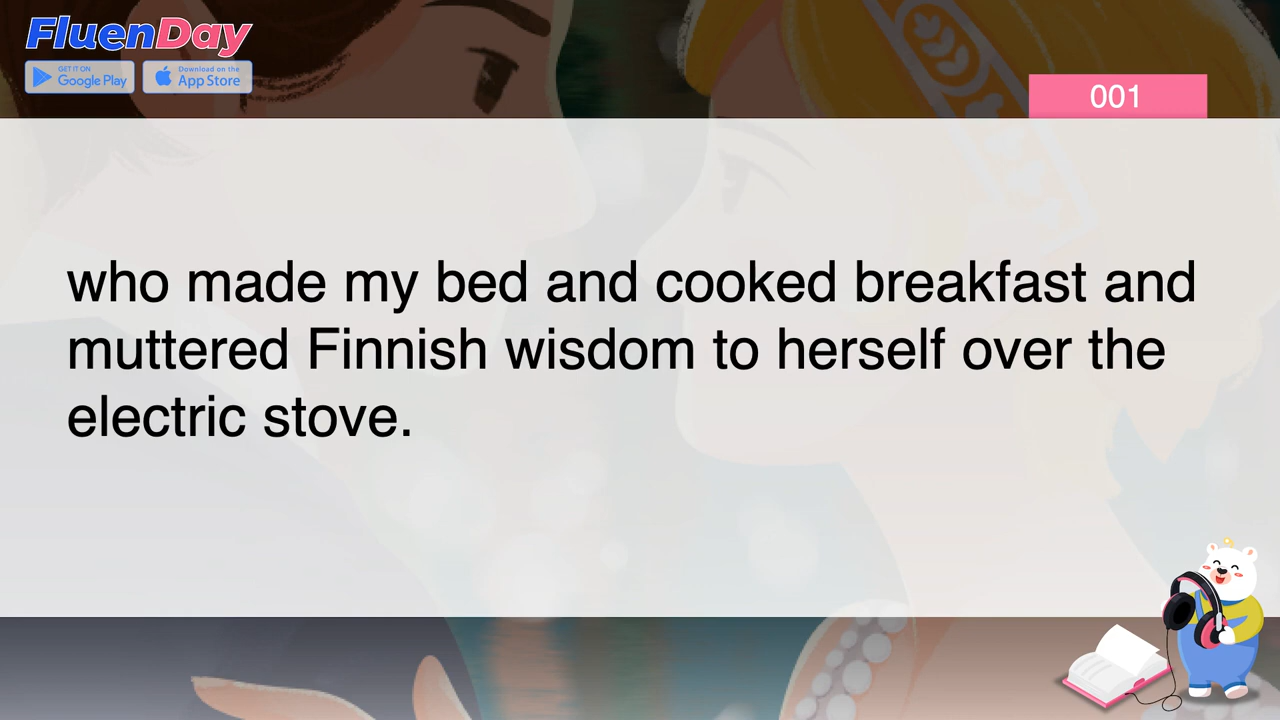 FluenDay
GET IT ON
Google Play
Download on the
App Store
001
who made my bed and cooked breakfast and
muttered Finnish wisdom to herself over the
electric stove.